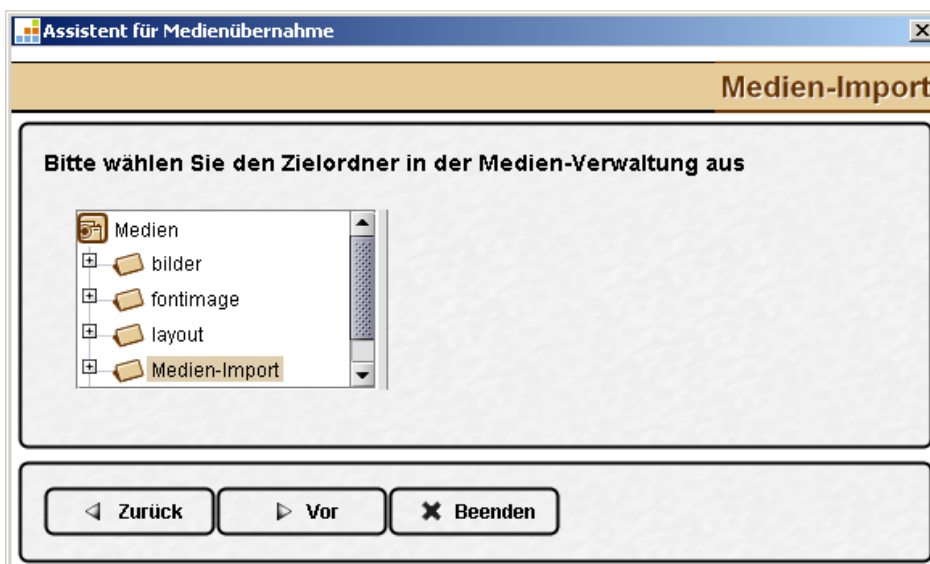 Assistent für Medienübernahme
Medien-Import
Bitte wählen Sie den Zielordner in der Medien-Verwaltung aus
Medien
bilder
fontimage
layout
Medien-Import
Zurück Vor Beenden